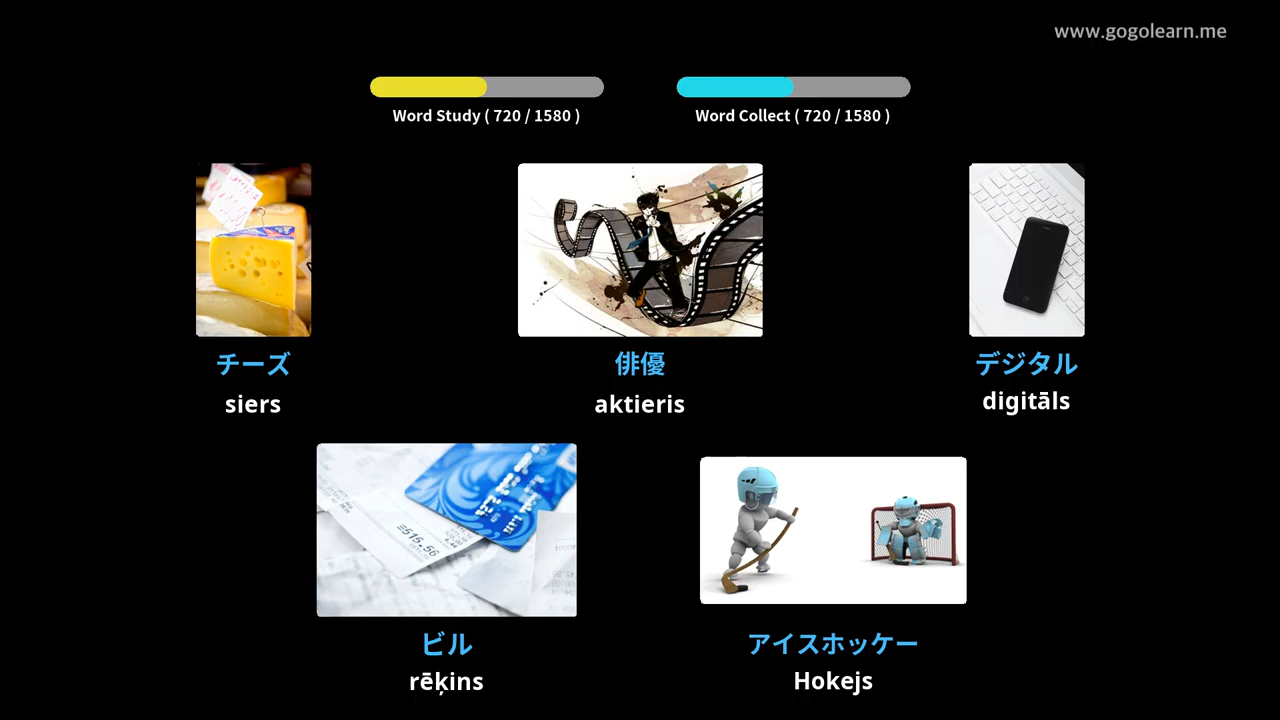 www.gogolearn.me
Word Study ( 720 / 1580 )
Word Collect ( 720 / 1580 )
チーズ
siers
俳優
aktieris
デジタル
digitāls
ビル
rēķins
アイスホッケー
Hokejs